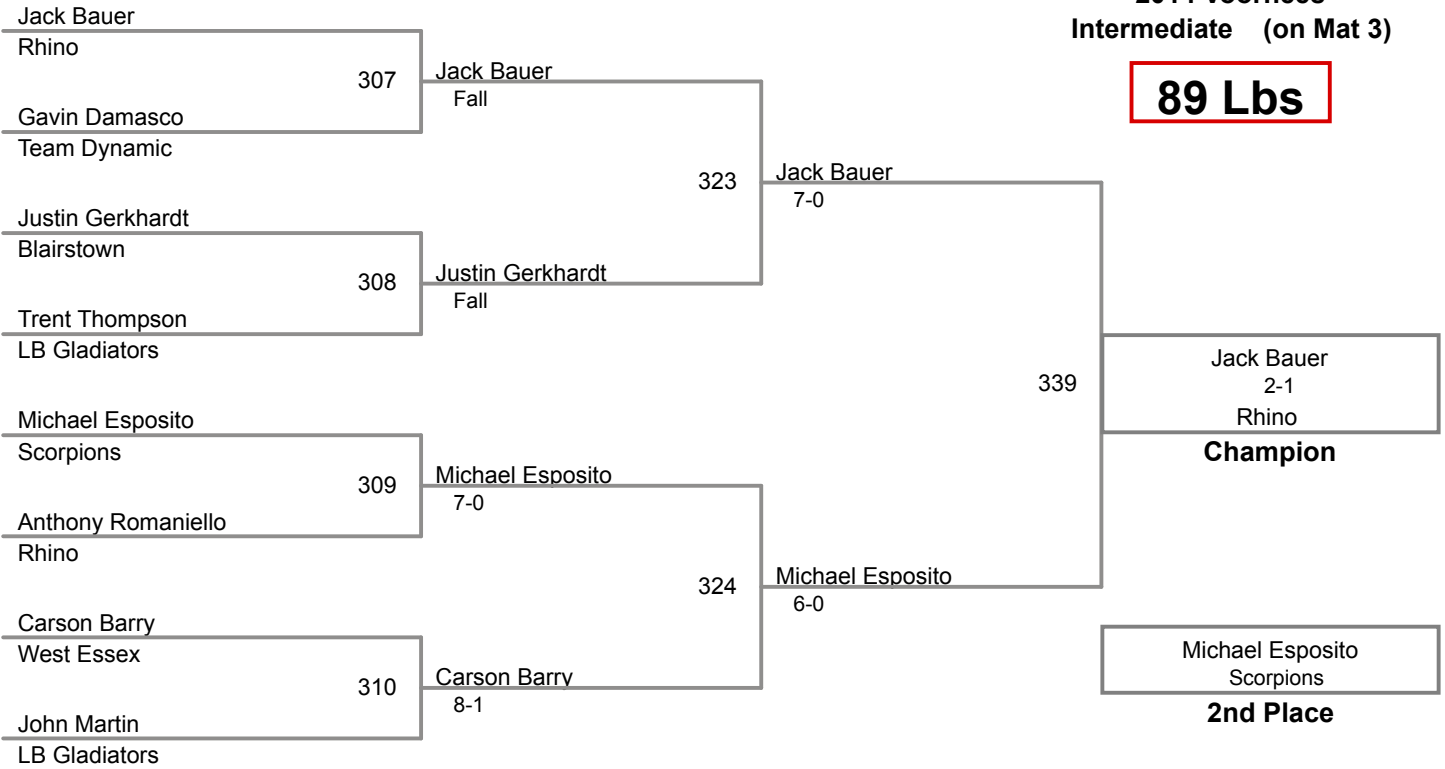 Intermediate (on Mat 3)
89 Lbs
Jack Bauer
Rhino
307
Gavin Damasco
Team Dynamic
Justin Gerkhardt
Blairstown
308
Trent Thompson
LB Gladiators
Michael Esposito
Scorpions
309
Anthony Romaniello
Rhino
Carson Barry
West Essex
310
John Martin
LB Gladiators
Jack Bauer
Fall
323
Justin Gerkhardt
Fall
Michael Esposito
7-0
324
Carson Barry
8-1
Jack Bauer
7-0
339
Michael Esposito
6-0
Jack Bauer
2-1
Rhino
Champion
Michael Esposito
Scorpions
2nd Place